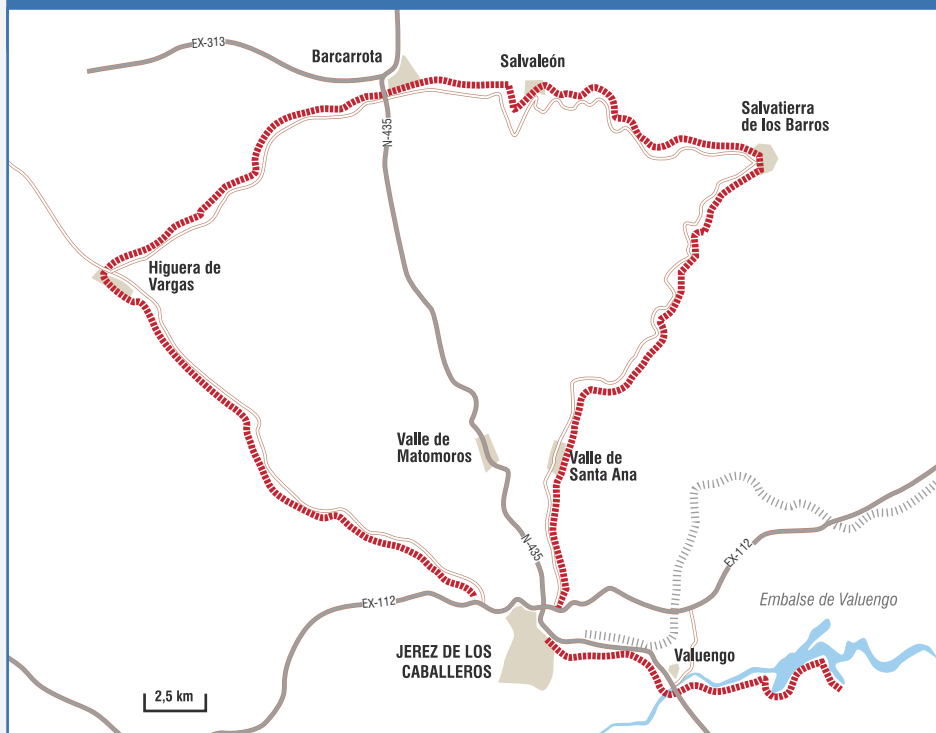 EX-313
Barcarrota
Salvaleón
Salvatierra
de los Barros
N-435
Higuera de
Vargas
Valle de
Matomoros
Valle de
Santa Ana
N-435
EX-112
EX-112
Embalse de Valuengo
JEREZ DE LOS
CABALLEROS
Valuengo
2,5 km